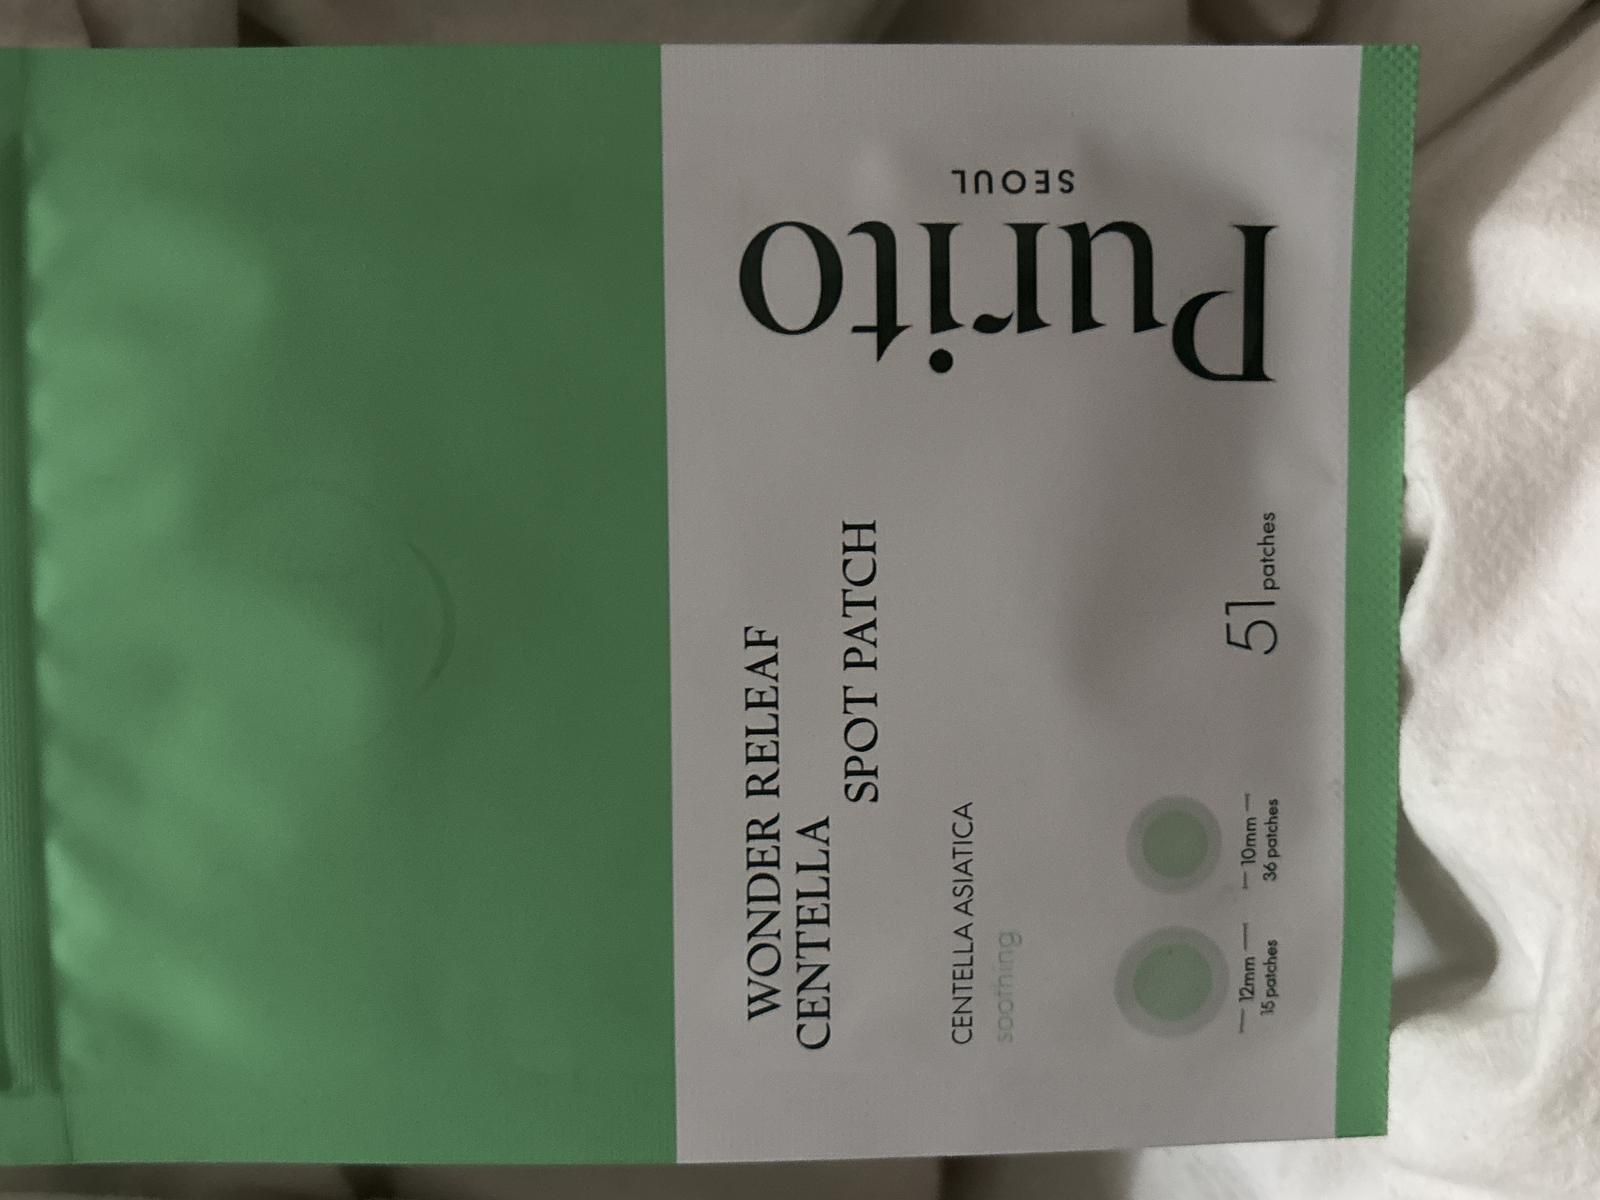 WONDER RELEAF
CENTELLA
SPOT PATCH
CENTELLA ASIATICA
soothing
12mm
15 patches
10mm
36 patches
51 patches
Purito
SEOUL